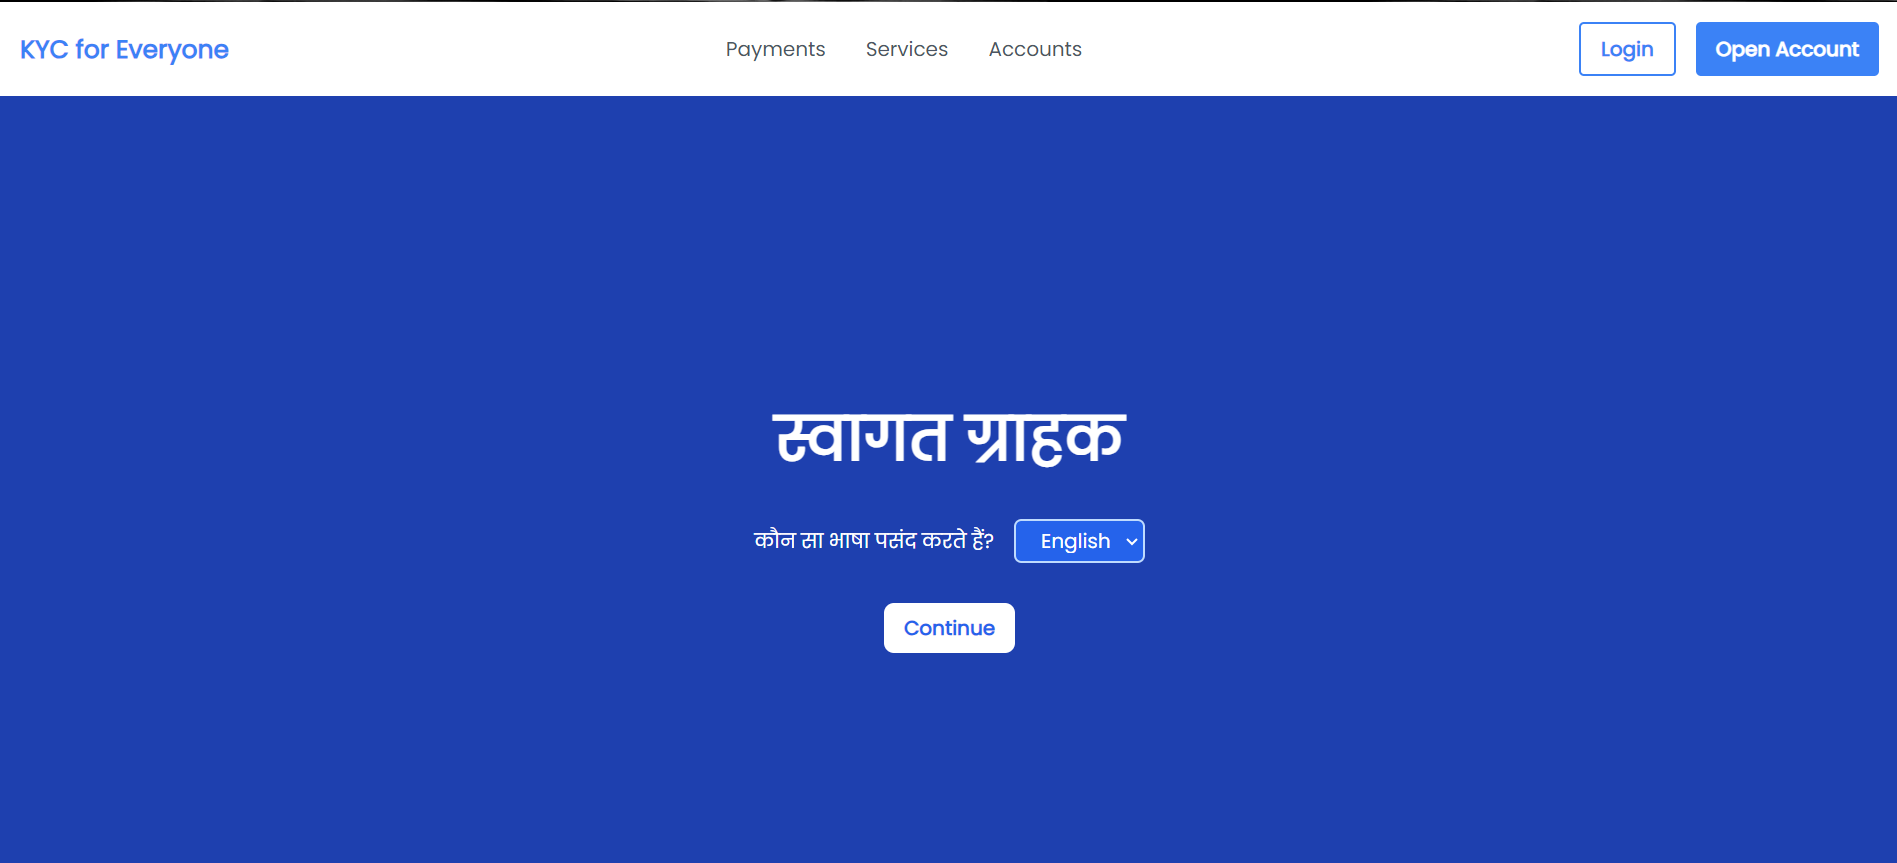 KYC for Everyone
Payments Services Accounts
Login Open Account
स्वागत ग्राहक
कौन सा भाषा पसंद करते हैं? English
Continue